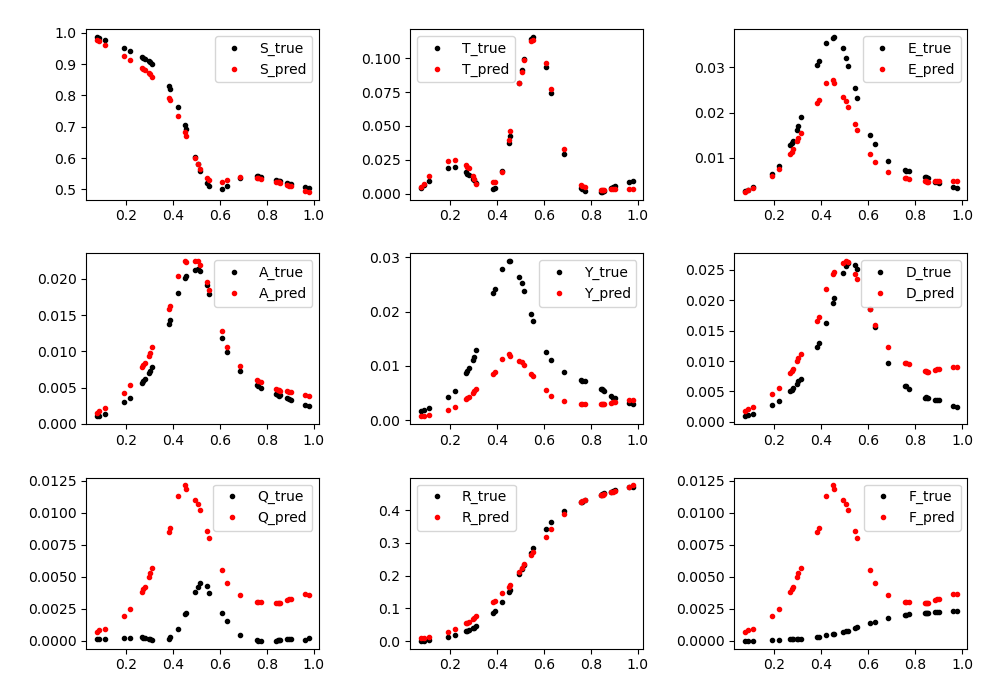 1.0
0.9
0.8
0.7
0.6
0.5
0.2 0.4 0.6 0.8 1.0
S_true
S_pred
0.100
0.075
0.050
0.025
0.000
0.2 0.4 0.6 0.8 1.0
T_true
T_pred
0.03
0.02
0.01
0.2 0.4 0.6 0.8 1.0
E_true
E_pred
0.020
0.015
0.010
0.005
0.000
0.2 0.4 0.6 0.8 1.0
A_true
A_pred
0.03
0.02
0.01
0.00
0.2 0.4 0.6 0.8 1.0
Y_true
Y_pred
0.025
0.020
0.015
0.010
0.005
0.000
0.2 0.4 0.6 0.8 1.0
D_true
D_pred
0.0125
0.0100
0.0075
0.0050
0.0025
0.0000
0.2 0.4 0.6 0.8 1.0
Q_true
Q_pred
0.4
0.3
0.2
0.1
0.0
0.2 0.4 0.6 0.8 1.0
R_true
R_pred
0.0125
0.0100
0.0075
0.0050
0.0025
0.0000
0.2 0.4 0.6 0.8 1.0
F_true
F_pred